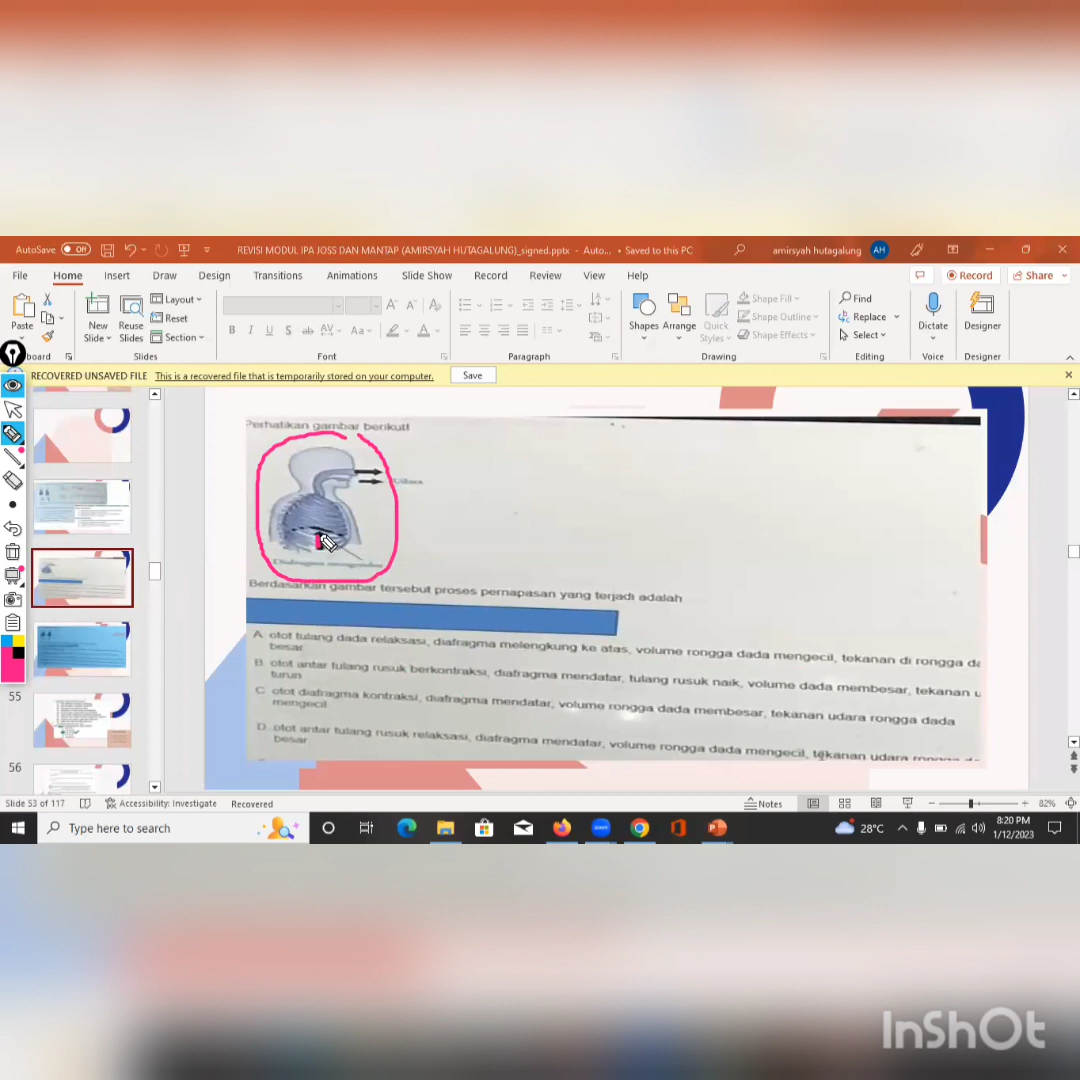 AutoSave Off REVISI MODUL IPA JOSS DAN MANTAP (AMIRSYAH HUTAGALUNG)_signed.pptx - Auto... • Saved to this PC amirsyah hutagalung AH
File Home Insert Draw Design Transitions Animations Slide Show Record Review View Help Record Share
Paste
New Slide
Reuse Slides
Layout
Reset
Section
B I U S ab AV Aa A
Shapes Arrange Quick Styles
Shape Fill
Shape Outline
Shape Effects
Find
Replace
Select
Dictate
Designer
board Slides Font Paragraph Drawing Editing Voice Designer
RECOVERED UNSAVED FILE This is a recovered file that is temporarily stored on your computer. Save
Perhatikan gambar berikut!
Udara
Diafragma
Berdasarkan gambar tersebut proses pernapasan yang terjadi adalah
A. otot tulang dada relaksasi, diafragma melengkung ke atas, volume rongga dada mengecil, tekanan di rongga da
besar
B. otot antar tulang rusuk berkontraksi, diafragma mendatar, tulang rusuk naik, volume dada membesar, tekanan u
turun
C. otot diafragma kontraksi, diafragma mendatar, volume rongga dada membesar, tekanan udara rongga dada
mengecil
D. otot antar tulang rusuk relaksasi, diafragma mendatar, volume rongga dada mengecil, tekanan udara rongga
besar
55
56
Slide 53 of 117 Accessibility: Investigate Recovered Notes 82%
Type here to search 28°C 8:20 PM
1/12/2023
InShOt